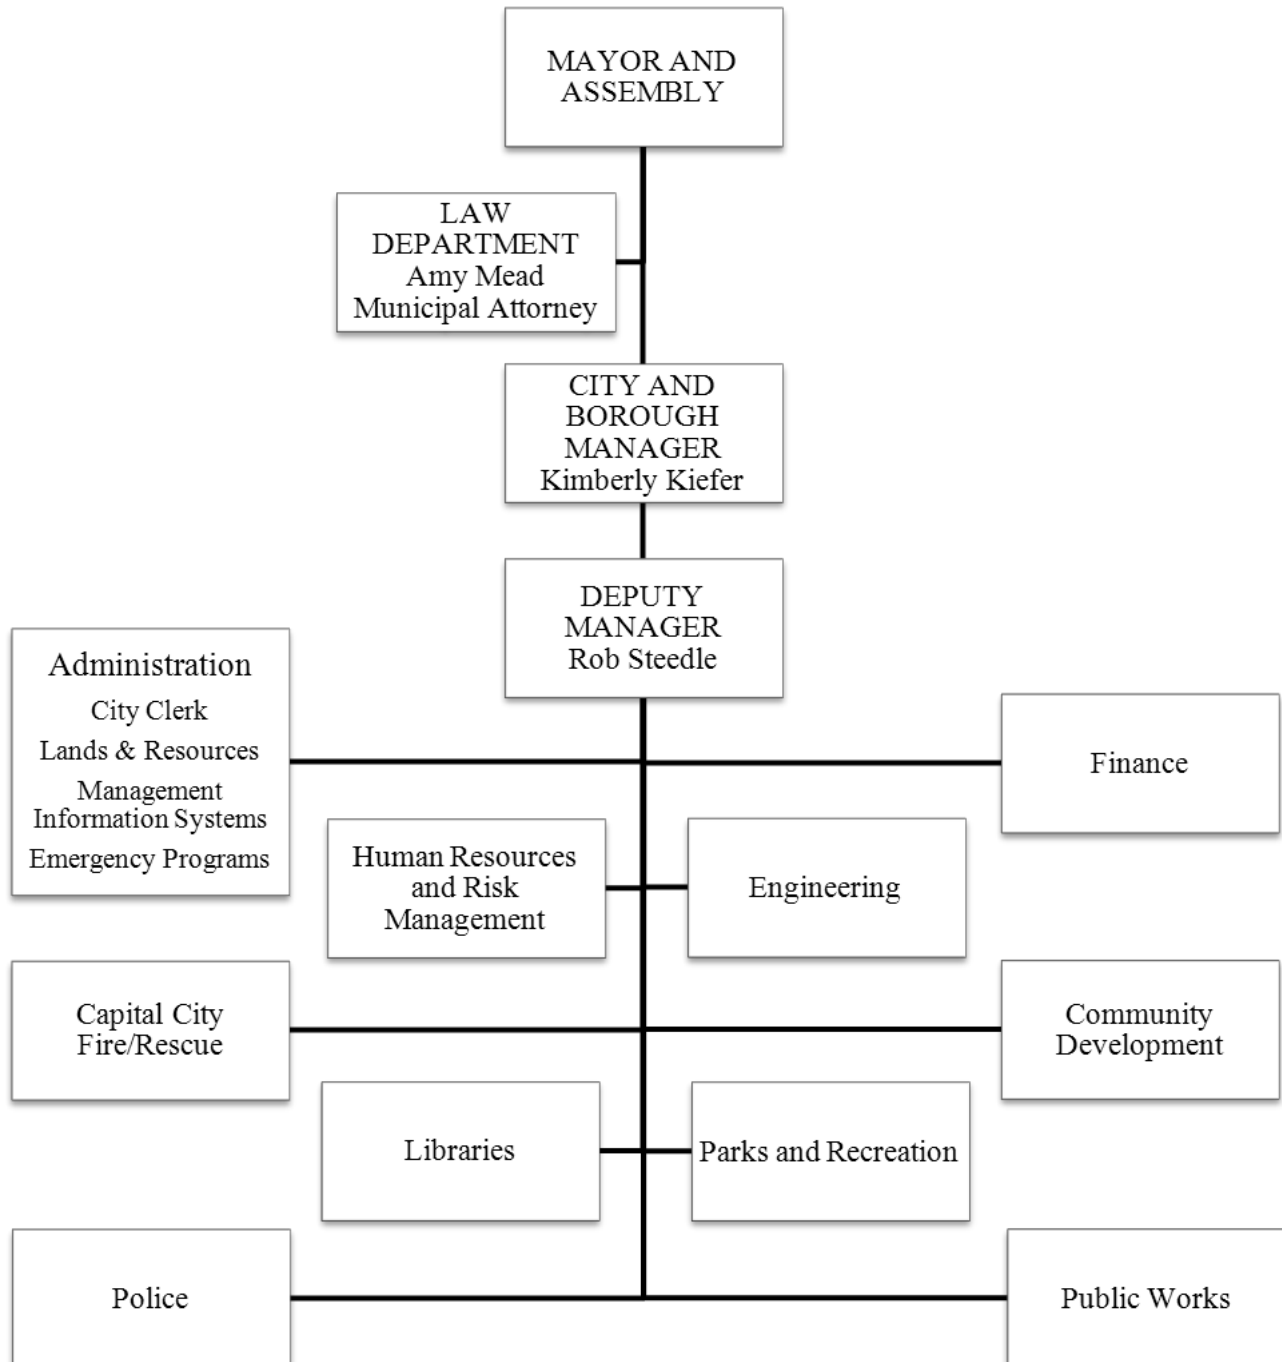 MAYOR AND
ASSEMBLY
LAW
DEPARTMENT
Amy Mead
Municipal Attorney
CITY AND
BOROUGH
MANAGER
Kimberly Kiefer
DEPUTY
MANAGER
Rob Steedle
Administration
City Clerk
Lands & Resources
Management
Information Systems
Emergency Programs
Finance
Human Resources
and Risk
Management
Engineering
Capital City
Fire/Rescue
Community
Development
Libraries
Parks and Recreation
Police
Public Works